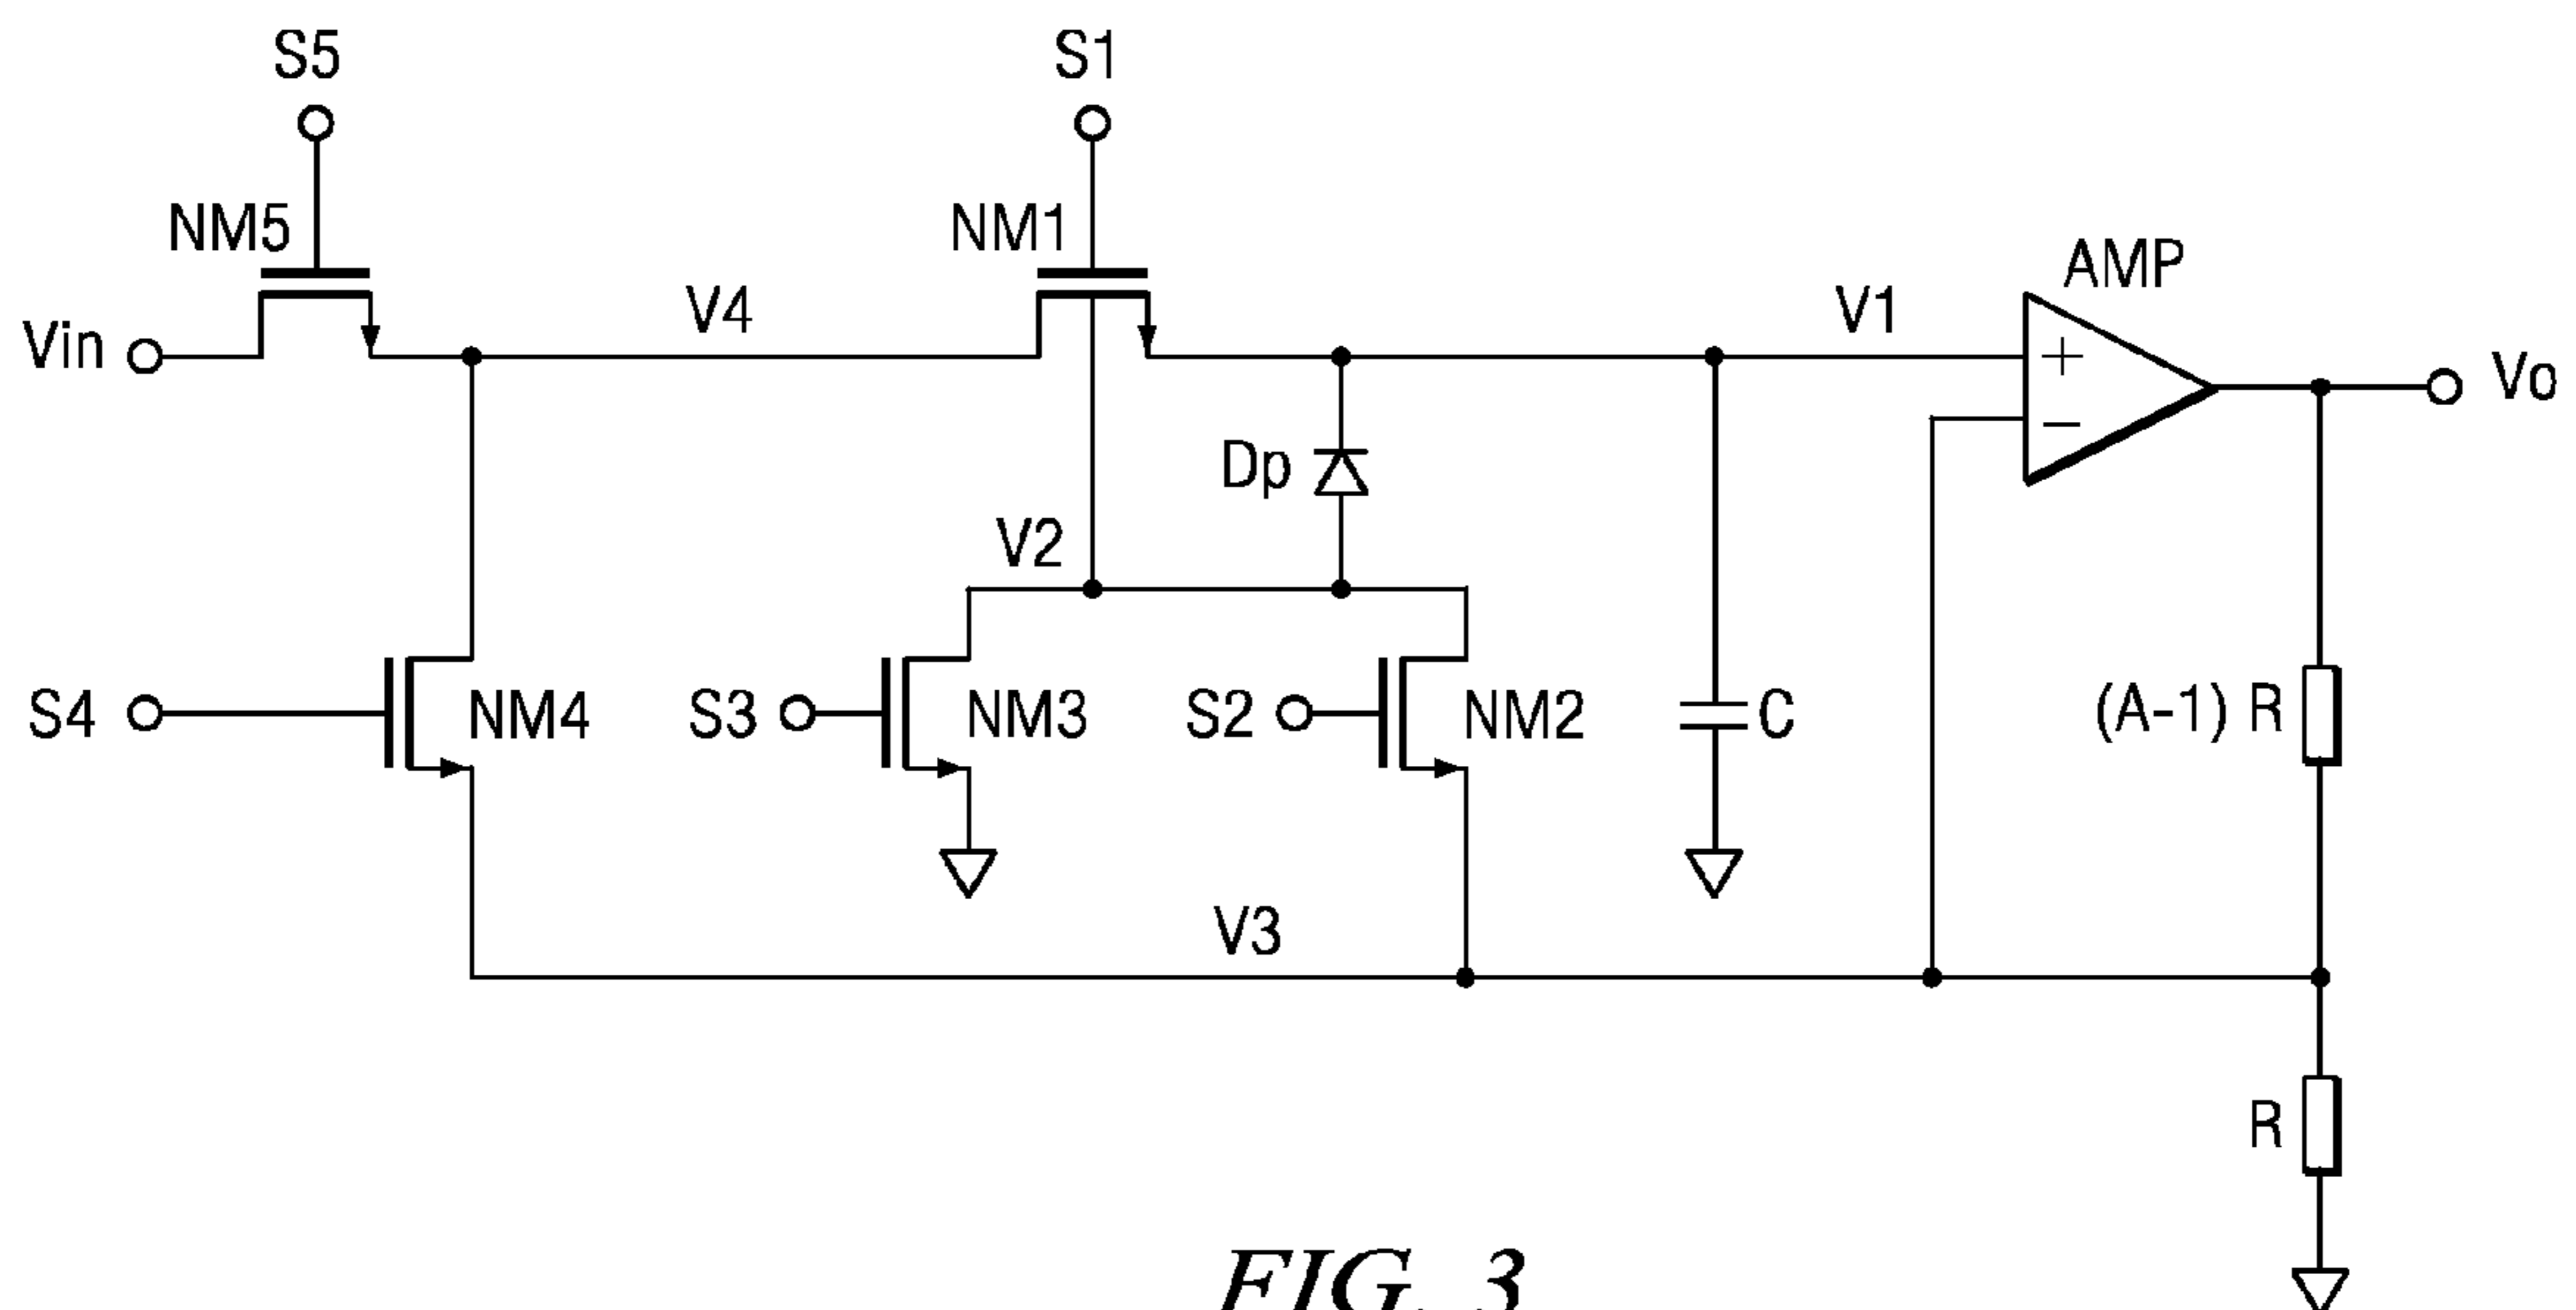 S5
S1
NM5
NM1
AMP
V4
V1
Vin
+
Vo
−
Dp
V2
S4
NM4
S3
NM3
S2
NM2
C
(A-1) R
V3
R
FIG. 3